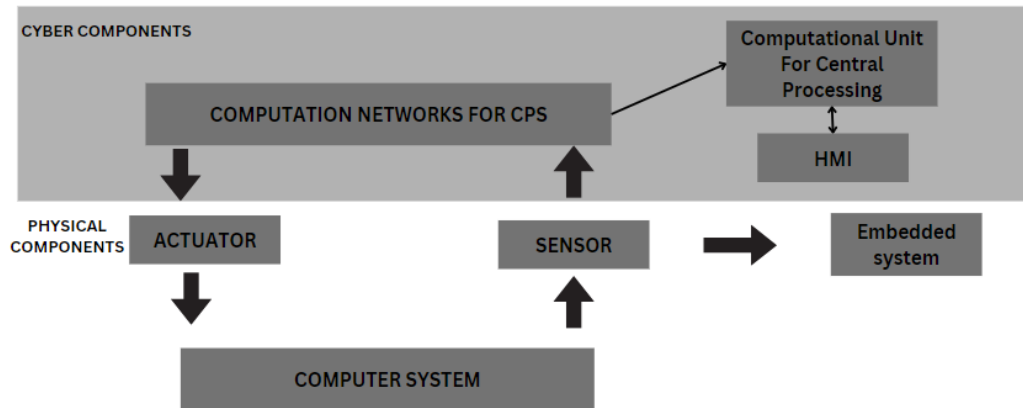 CYBER COMPONENTS
Computational Unit
For Central
Processing
COMPUTATION NETWORKS FOR CPS
HMI
PHYSICAL
COMPONENTS
ACTUATOR
SENSOR
Embedded
system
COMPUTER SYSTEM